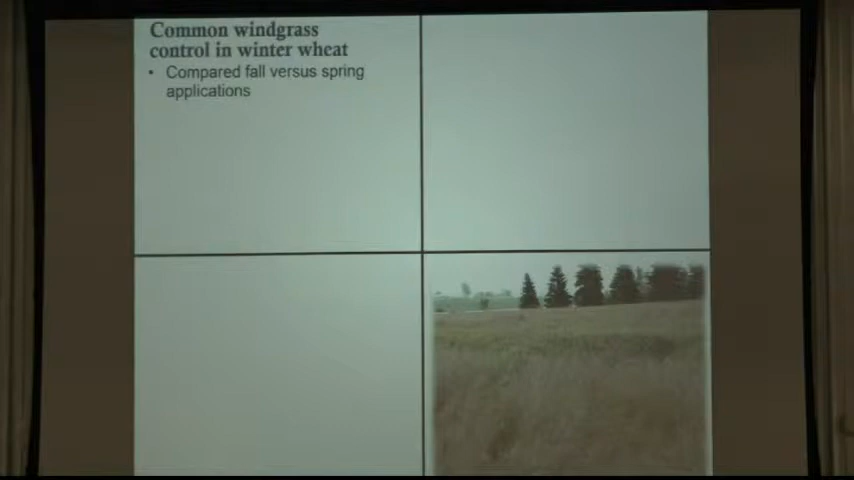 Common windgrass
control in winter wheat
• Compared fall versus spring
applications